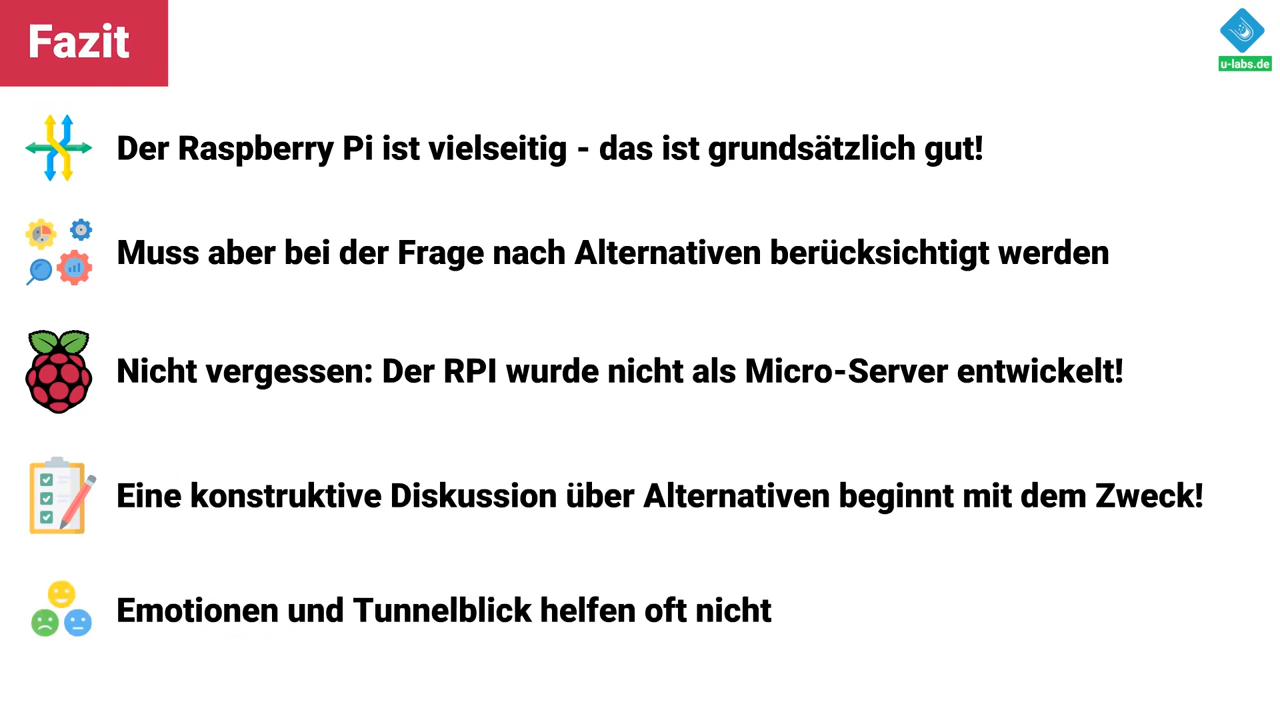 Fazit
u-labs.de
Der Raspberry Pi ist vielseitig - das ist grundsätzlich gut!
Muss aber bei der Frage nach Alternativen berücksichtigt werden
Nicht vergessen: Der RPI wurde nicht als Micro-Server entwickelt!
Eine konstruktive Diskussion über Alternativen beginnt mit dem Zweck!
Emotionen und Tunnelblick helfen oft nicht